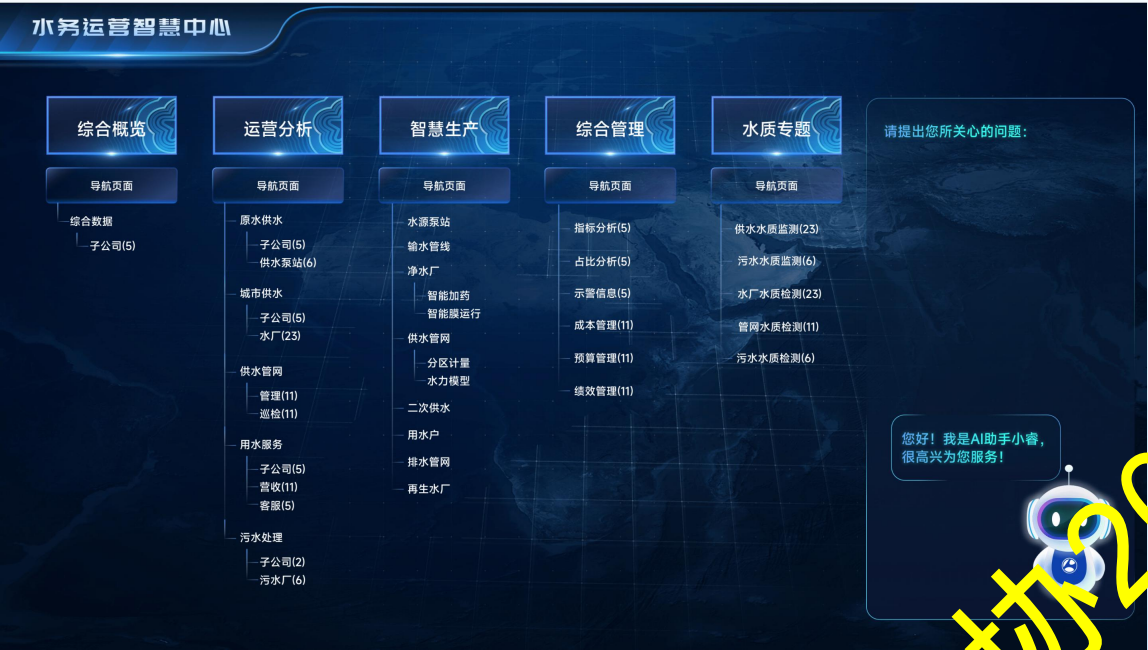 水务运营智慧中心
综合概览
运营分析
智慧生产
综合管理
水质专题
导航页面
导航页面
导航页面
导航页面
导航页面
综合数据
子公司(5)
原水供水
子公司(5)
供水泵站(6)
城市供水
子公司(5)
水厂(23)
供水管网
管理(11)
巡检(11)
用水服务
子公司(5)
营收(11)
客服(5)
污水处理
子公司(2)
污水厂(6)
水源泵站
输水管线
净水厂
智能加药
智能膜运行
供水管网
分区计量
水力模型
二次供水
用水户
排水管网
再生水厂
指标分析(5)
占比分析(5)
示警信息(5)
成本管理(11)
预算管理(11)
绩效管理(11)
供水水质监测(23)
污水水质监测(6)
水厂水质检测(23)
管网水质检测(11)
污水水质检测(6)
请提出您所关心的问题：
您好！我是AI助手小睿，
很高兴为您服务！
协2